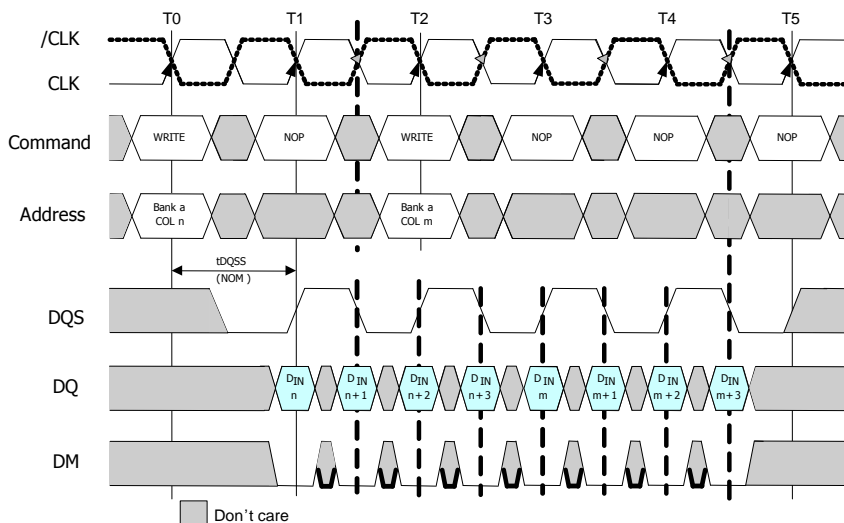 T0 T1 T2 T3 T4 T5
/CLK
CLK
Command WRITE NOP WRITE NOP NOP NOP
Address Bank a Bank a
COL n COL m
tDQSS
(NOM )
DQS
DQ DIN DIN DIN DIN DIN DIN DIN DIN
n n+1 n+2 n+3 m m+1 m+2 m+3
DM
Don't care